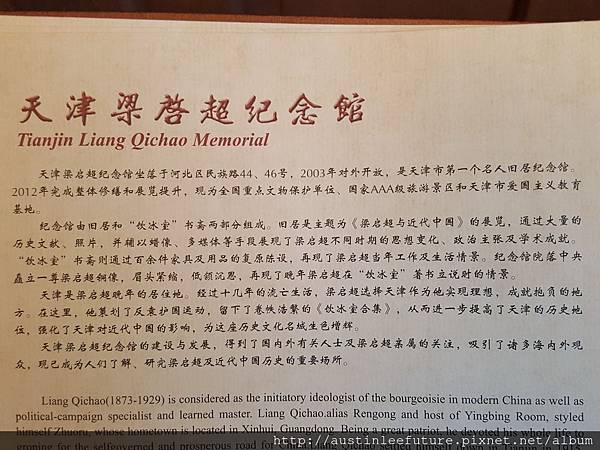 天津梁啓超纪念館
Tianjin Liang Qichao Memorial
天津梁启超纪念馆坐落于河北区民族路44、46号，2003年对外开放，是天津市第一个名人旧居纪念馆。
2012年完成整体修缮和展览提升，现为全国重点文物保护单位、国家AAA级旅游景区和天津市爱国主义教育
基地。
纪念馆由旧居和“饮冰室”书斋两部分组成。旧居是主题为《梁启超与近代中国》的展览，通过大量的
历史文献、照片，并辅以蜡像、多媒体等手段展现了梁启超不同时期的思想变化、政治主张及学术成就。
“饮冰室”书斋则通过百余件家具及用品的复原陈设，再现了梁启超当年工作及生活情景。纪念馆院落中央
矗立一尊梁启超铜像，眉头紧缩，低额沉思，再现了晚年梁启超在“饮冰室”著书立说时的情景。
天津是梁启超晚年的居住地。经过十几年的流亡生活，梁启超选择天津作为他实现理想，成就抱负的地
方。在这里，他策划了反袁护国运动，留下了卷帙浩繁的《饮冰室合集》，从而进一步提高了天津的历史地
位，强化了天津对近代中国的影响，为这座历史文化名城生色增辉。
天津梁启超纪念馆的建设与发展，得到了国内外有关人士及梁启超亲属的关注，吸引了诸多海内外观
众，现已成为人们了解、研究梁启超及近代中国历史的重要场所。
Liang Qichao(1873-1929) is considered as the initiatory ideologist of the bourgeoisie in modern China as well as
political-campaign specialist and learned master. Liang Qichao.alias Rengong and host of Yingbing Room, styled
himself Zhuoru, whose hometown is located in Xinhui, Guangdong. Being a great patriot, he devoted his whole life to
groping for the selfgoverned and prosperous road for China.Liang Qichao settled himself down in Tianjin in 1915
http://austinleefuture.pixnet.net/album